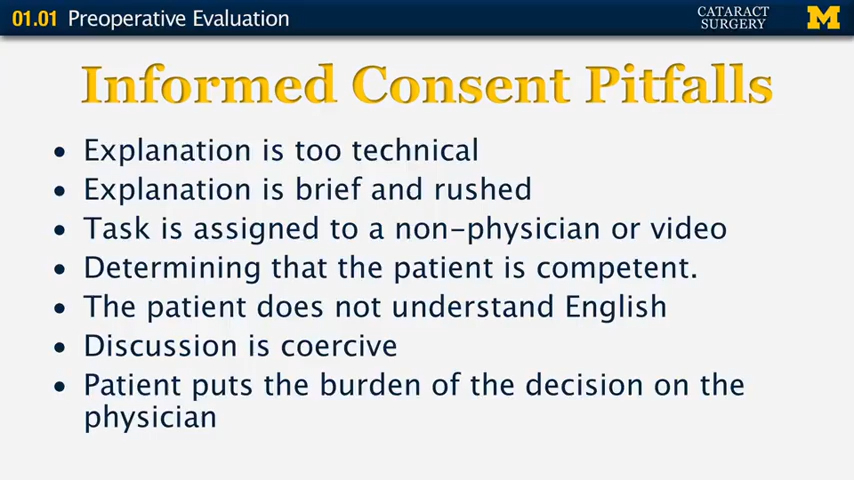 01.01 Preoperative Evaluation
CATARACT
SURGERY
M
Informed Consent Pitfalls
• Explanation is too technical
• Explanation is brief and rushed
• Task is assigned to a non-physician or video
• Determining that the patient is competent.
• The patient does not understand English
• Discussion is coercive
• Patient puts the burden of the decision on the
physician